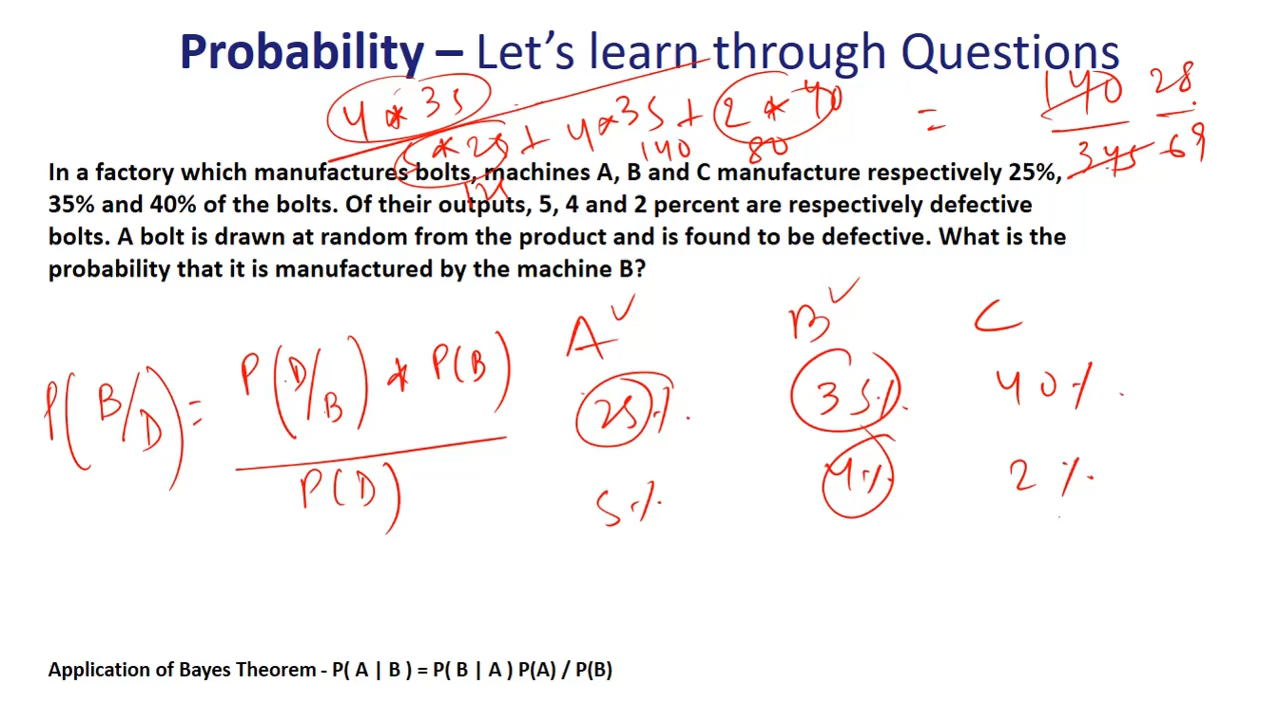 Probability – Let's learn through Questions
4 * 35
5 * 25 + 4 * 35 + 2 * 40
125 140 80
= 140 28
345 69
In a factory which manufactures bolts, machines A, B and C manufacture respectively 25%,
35% and 40% of the bolts. Of their outputs, 5, 4 and 2 percent are respectively defective
bolts. A bolt is drawn at random from the product and is found to be defective. What is the
probability that it is manufactured by the machine B?
P(B/D) = P(D/B) * P(B)
P(D)
A B C
25% 35% 40%
5% 4% 2%
Application of Bayes Theorem - P( A | B ) = P( B | A ) P(A) / P(B)